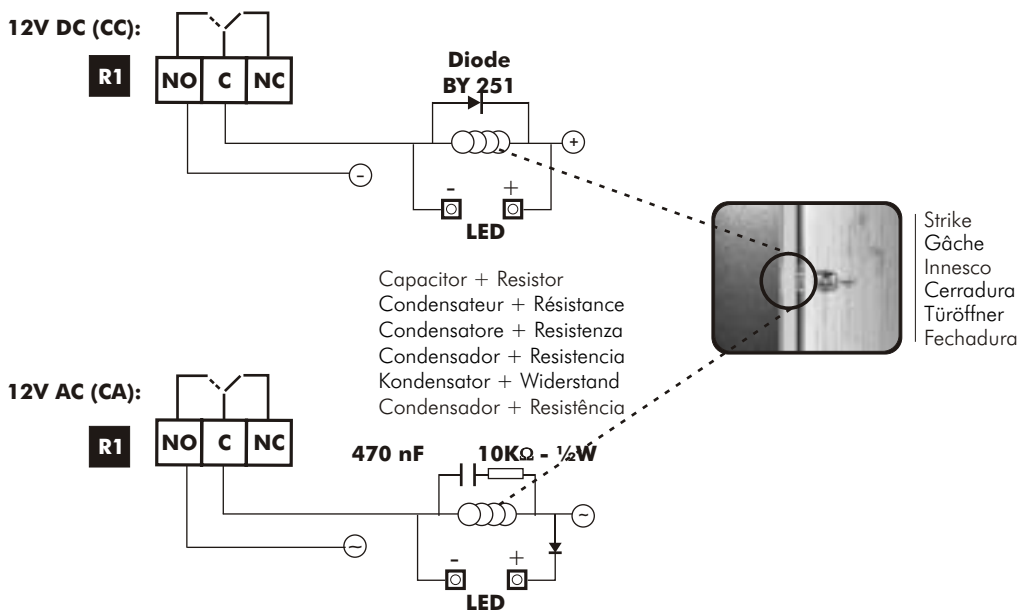 12V DC (CC):
R1
NO C NC
Diode
BY 251
+
-
- +
LED
Strike
Gâche
Innesco
Cerradura
Türöffner
Fechadura
Capacitor + Resistor
Condensateur + Résistance
Condensatore + Resistenza
Condensador + Resistencia
Kondensator + Widerstand
Condensador + Resistência
12V AC (CA):
R1
NO C NC
470 nF 10KΩ - ½W
~
~
- +
LED